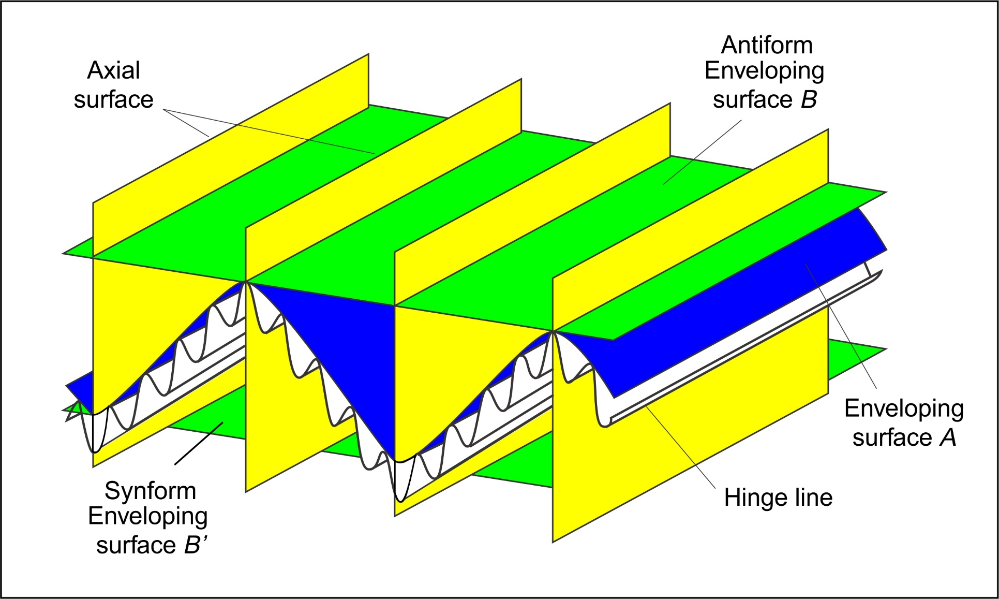 Axial
surface
Antiform
Enveloping
surface B
Enveloping
surface A
Hinge line
Synform
Enveloping
surface B’